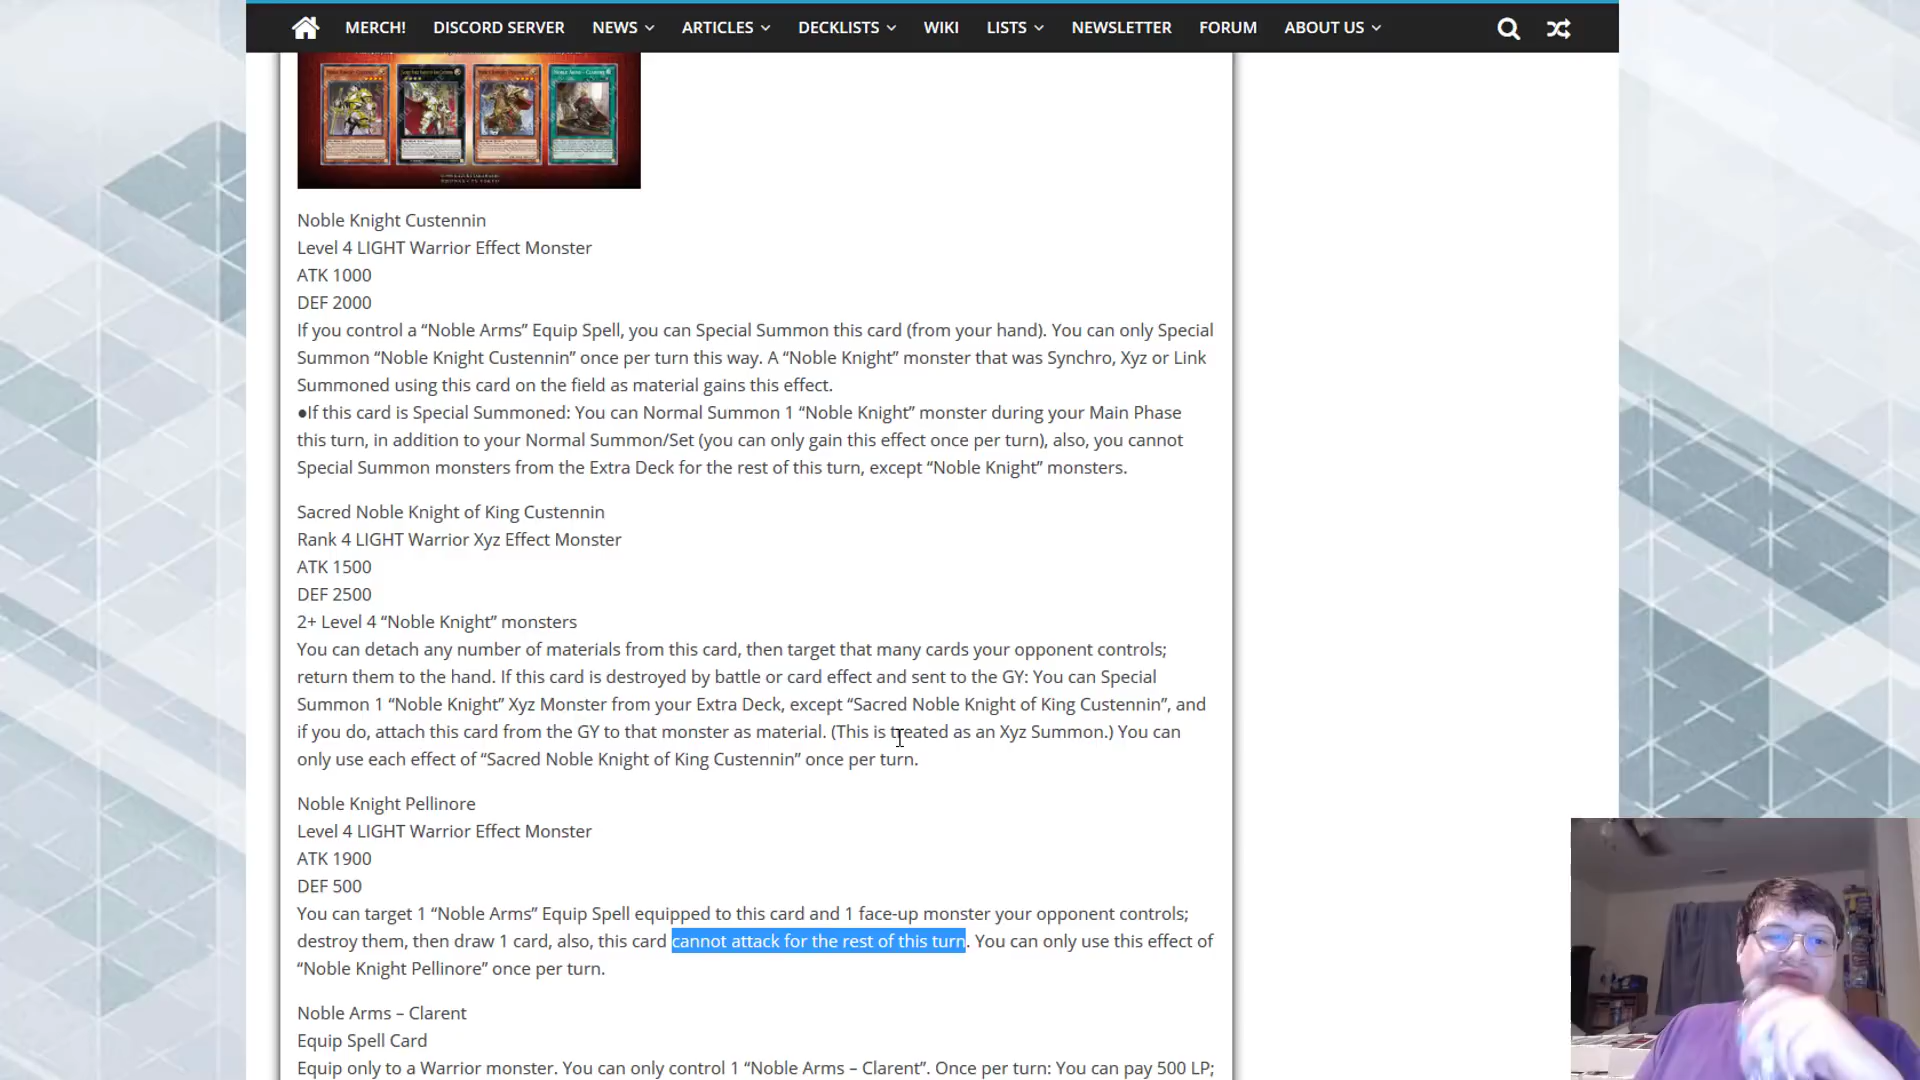 MERCH! DISCORD SERVER NEWS ARTICLES DECKLISTS WIKI LISTS NEWSLETTER FORUM ABOUT US
Noble Knight Custennin
Level 4 LIGHT Warrior Effect Monster
ATK 1000
DEF 2000
If you control a “Noble Arms” Equip Spell, you can Special Summon this card (from your hand). You can only Special
Summon “Noble Knight Custennin” once per turn this way. A “Noble Knight” monster that was Synchro, Xyz or Link
Summoned using this card on the field as material gains this effect.
●If this card is Special Summoned: You can Normal Summon 1 “Noble Knight” monster during your Main Phase
this turn, in addition to your Normal Summon/Set (you can only gain this effect once per turn), also, you cannot
Special Summon monsters from the Extra Deck for the rest of this turn, except “Noble Knight” monsters.
Sacred Noble Knight of King Custennin
Rank 4 LIGHT Warrior Xyz Effect Monster
ATK 1500
DEF 2500
2+ Level 4 “Noble Knight” monsters
You can detach any number of materials from this card, then target that many cards your opponent controls;
return them to the hand. If this card is destroyed by battle or card effect and sent to the GY: You can Special
Summon 1 “Noble Knight” Xyz Monster from your Extra Deck, except “Sacred Noble Knight of King Custennin”, and
if you do, attach this card from the GY to that monster as material. (This is treated as an Xyz Summon.) You can
only use each effect of “Sacred Noble Knight of King Custennin” once per turn.
Noble Knight Pellinore
Level 4 LIGHT Warrior Effect Monster
ATK 1900
DEF 500
You can target 1 “Noble Arms” Equip Spell equipped to this card and 1 face-up monster your opponent controls;
destroy them, then draw 1 card, also, this card cannot attack for the rest of this turn. You can only use this effect of
“Noble Knight Pellinore” once per turn.
Noble Arms – Clarent
Equip Spell Card
Equip only to a Warrior monster. You can only control 1 “Noble Arms – Clarent”. Once per turn: You can pay 500 LP;